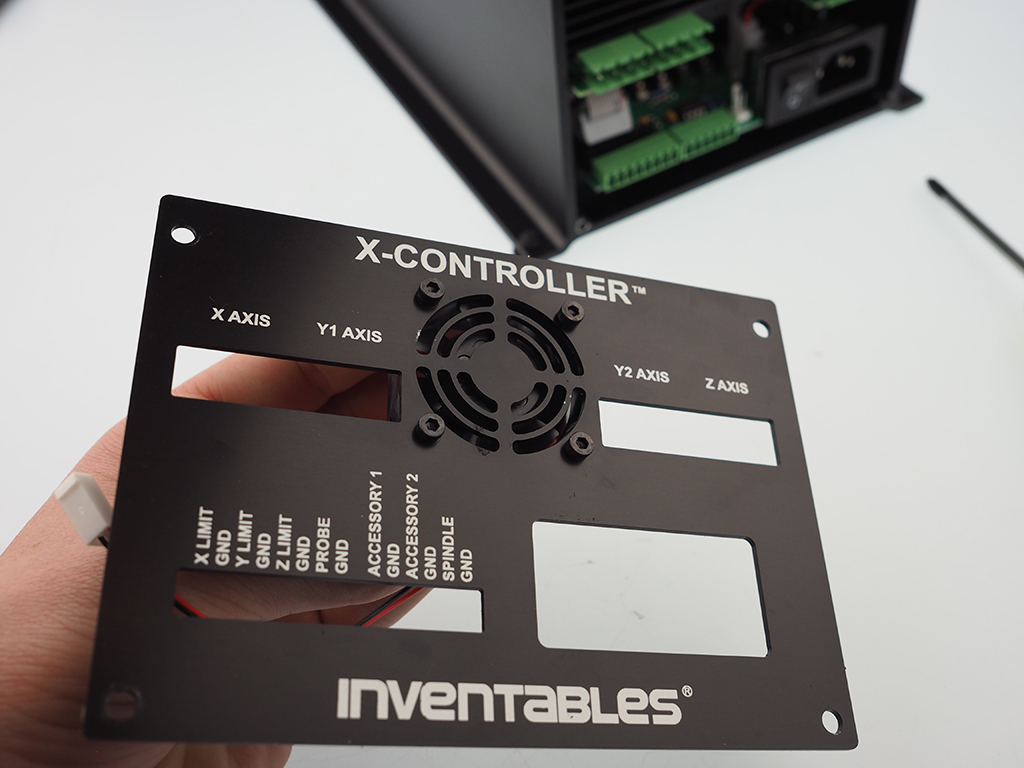 X-CONTROLLER™
X AXIS
Y1 AXIS
Y2 AXIS
Z AXIS
X LIMIT
GND
Y LIMIT
GND
Z LIMIT
GND
PROBE
GND
ACCESSORY 1
GND
ACCESSORY 2
GND
SPINDLE
GND
INVENTABLES®